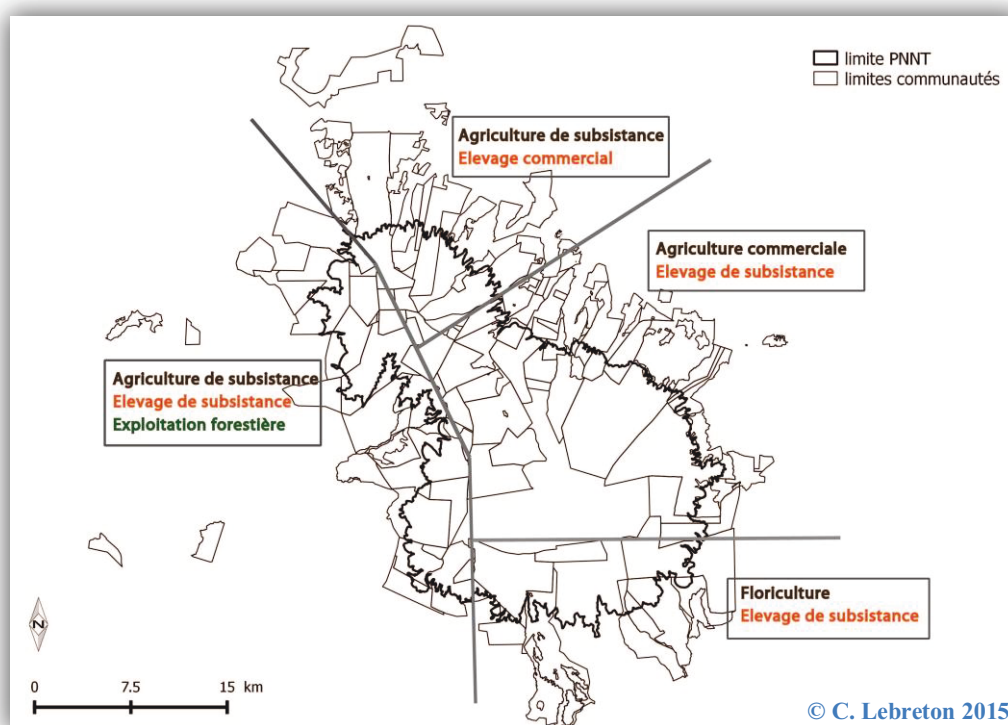 limite PNNT
limites communautés
Agriculture de subsistance
Elevage commercial
Agriculture commerciale
Elevage de subsistance
Agriculture de subsistance
Elevage de subsistance
Exploitation forestière
Floriculture
Elevage de subsistance
N
0 7.5 15 km
© C. Lebreton 2015